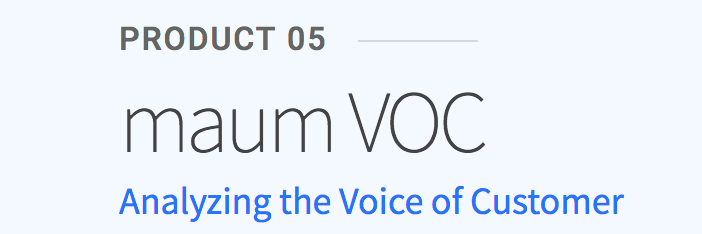 PRODUCT 05
maum VOC
Analyzing the Voice of Customer